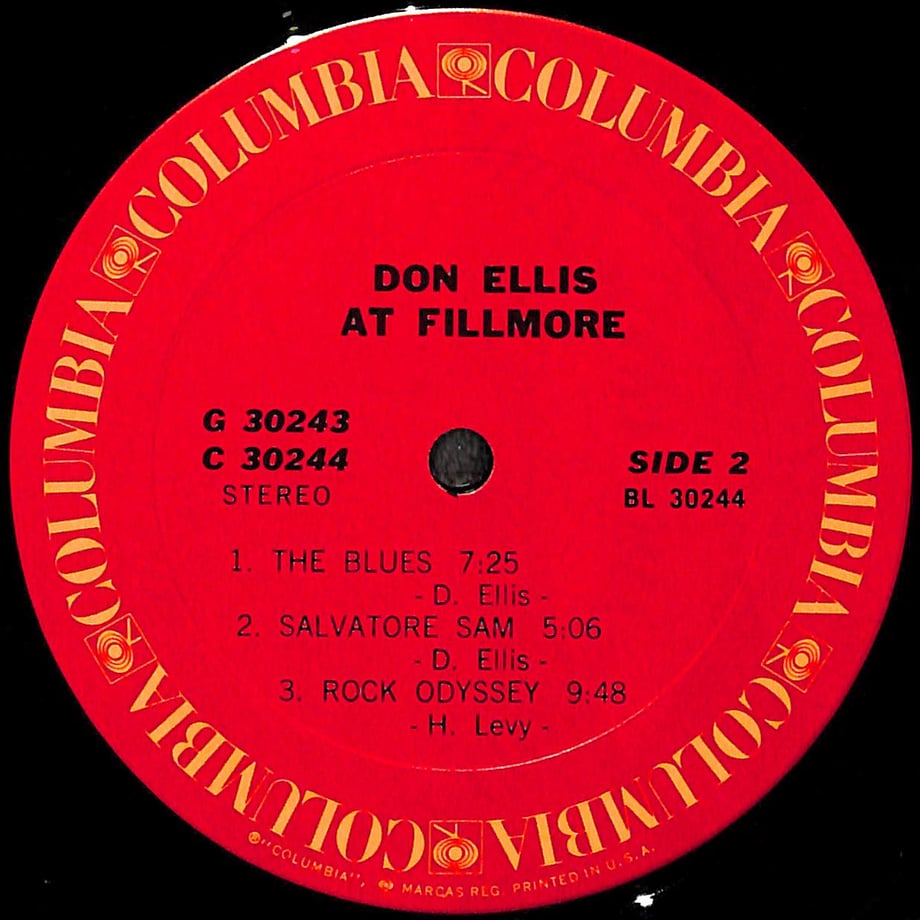 COLUMBIA COLUMBIA COLUMBIA COLUMBIA COLUMBIA COLUMBIA COLUMBIA COLUMBIA
DON ELLIS
AT FILLMORE
G 30243
C 30244
STEREO
SIDE 2
BL 30244
1. THE BLUES 7:25
- D. Ellis -
2. SALVATORE SAM 5:06
- D. Ellis -
3. ROCK ODYSSEY 9:48
- H. Levy -
® "COLUMBIA", MARCAS REG. PRINTED IN U.S.A.